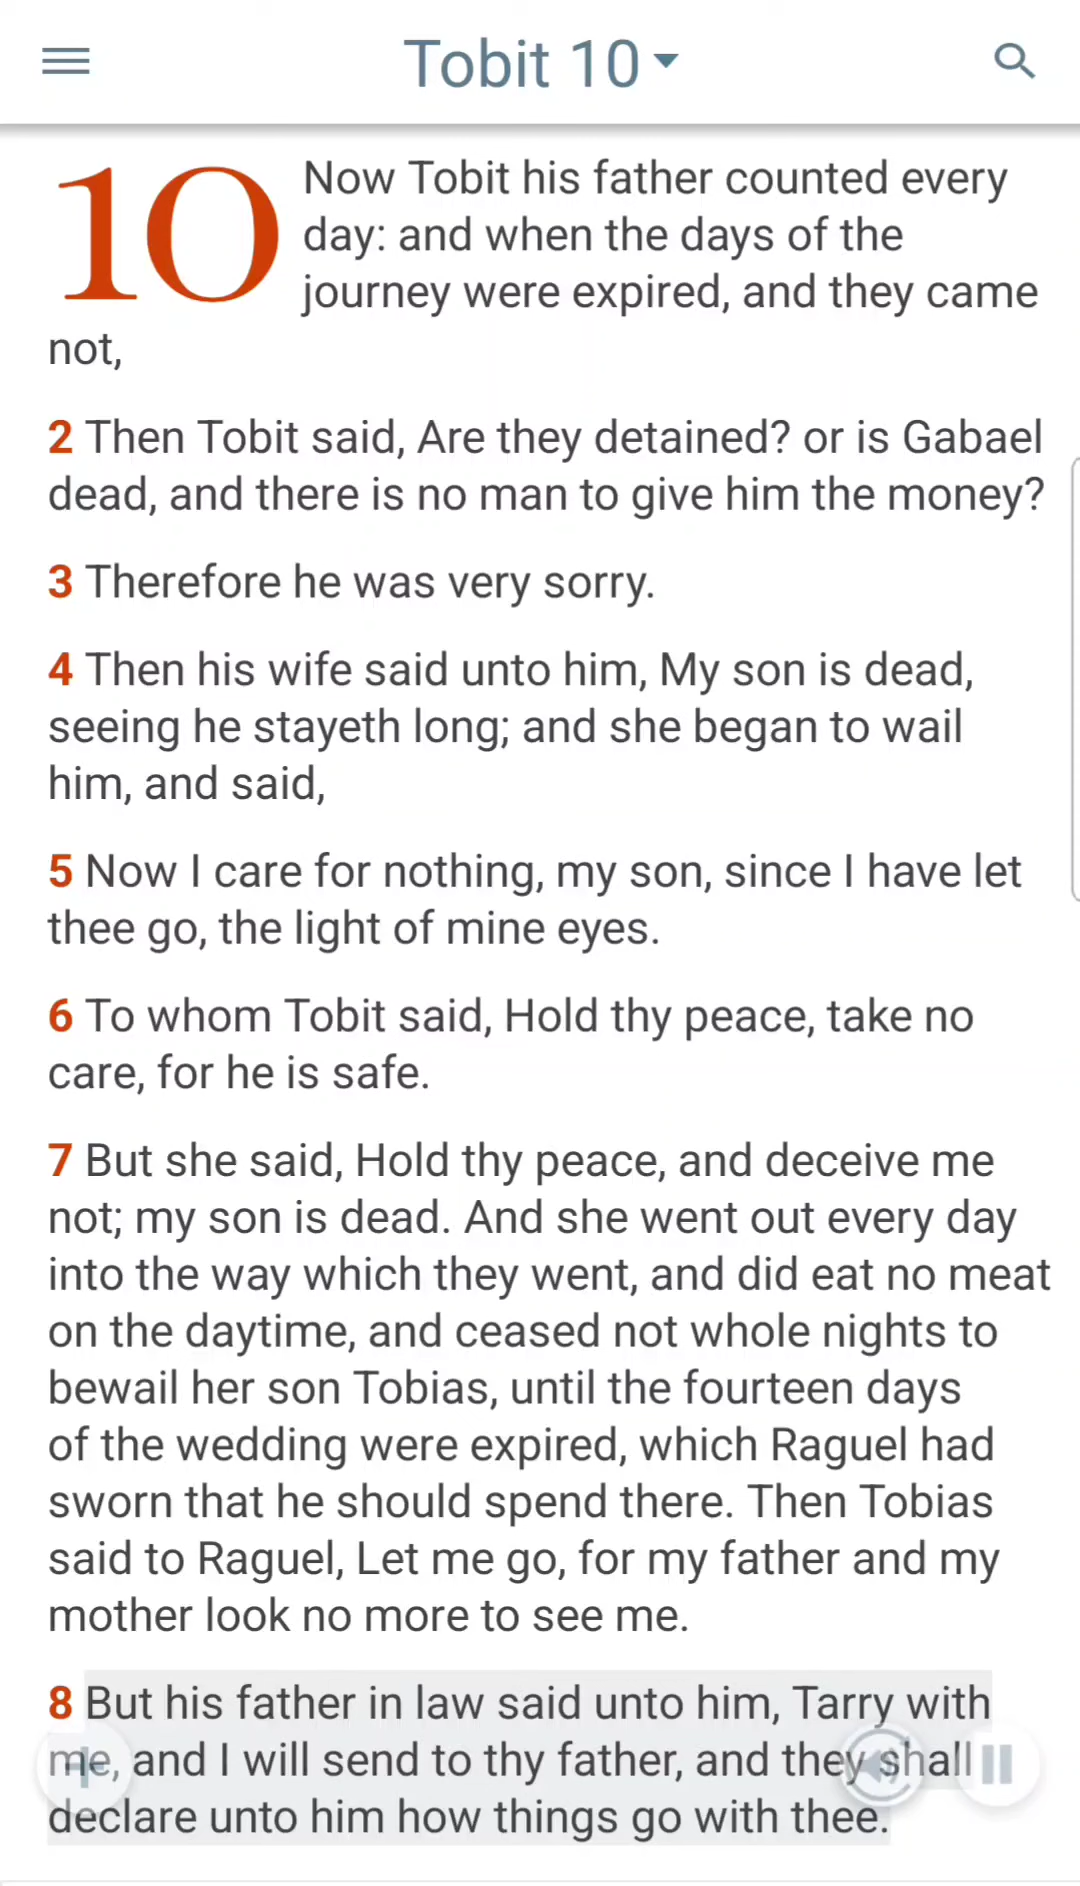 Tobit 10
10 Now Tobit his father counted every
day: and when the days of the
journey were expired, and they came
not,
2 Then Tobit said, Are they detained? or is Gabael
dead, and there is no man to give him the money?
3 Therefore he was very sorry.
4 Then his wife said unto him, My son is dead,
seeing he stayeth long; and she began to wail
him, and said,
5 Now I care for nothing, my son, since I have let
thee go, the light of mine eyes.
6 To whom Tobit said, Hold thy peace, take no
care, for he is safe.
7 But she said, Hold thy peace, and deceive me
not; my son is dead. And she went out every day
into the way which they went, and did eat no meat
on the daytime, and ceased not whole nights to
bewail her son Tobias, until the fourteen days
of the wedding were expired, which Raguel had
sworn that he should spend there. Then Tobias
said to Raguel, Let me go, for my father and my
mother look no more to see me.
8 But his father in law said unto him, Tarry with
me, and I will send to thy father, and they shall
declare unto him how things go with thee.